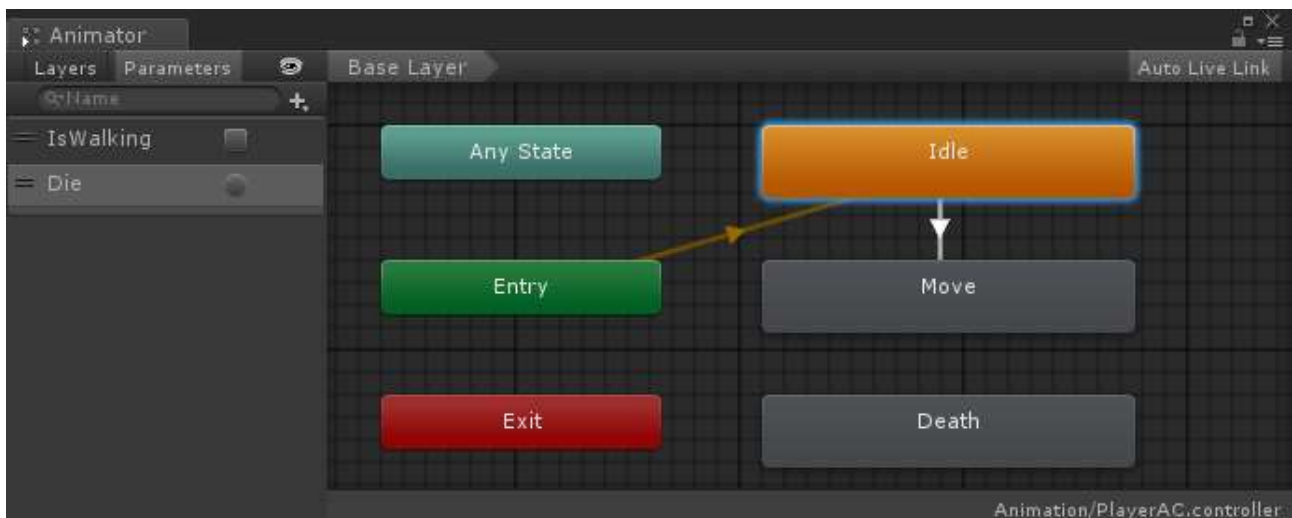 Animator
Layers Parameters
Base Layer
Auto Live Link
Name
IsWalking
Die
Any State
Idle
Entry
Move
Exit
Death
Animation/PlayerAC.controller